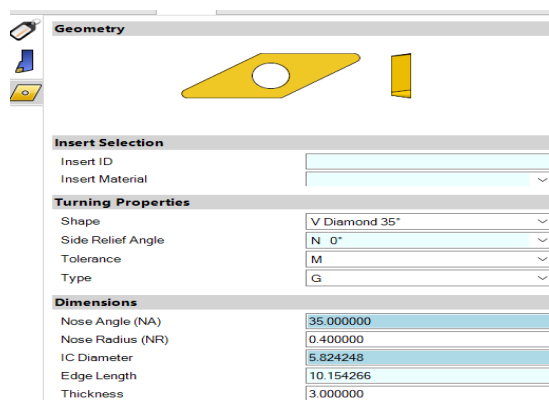 Geometry
Insert Selection
Insert ID
Insert Material
Turning Properties
Shape V Diamond 35°
Side Relief Angle N 0°
Tolerance M
Type G
Dimensions
Nose Angle (NA) 35.000000
Nose Radius (NR) 0.400000
IC Diameter 5.824248
Edge Length 10.154266
Thickness 3.000000